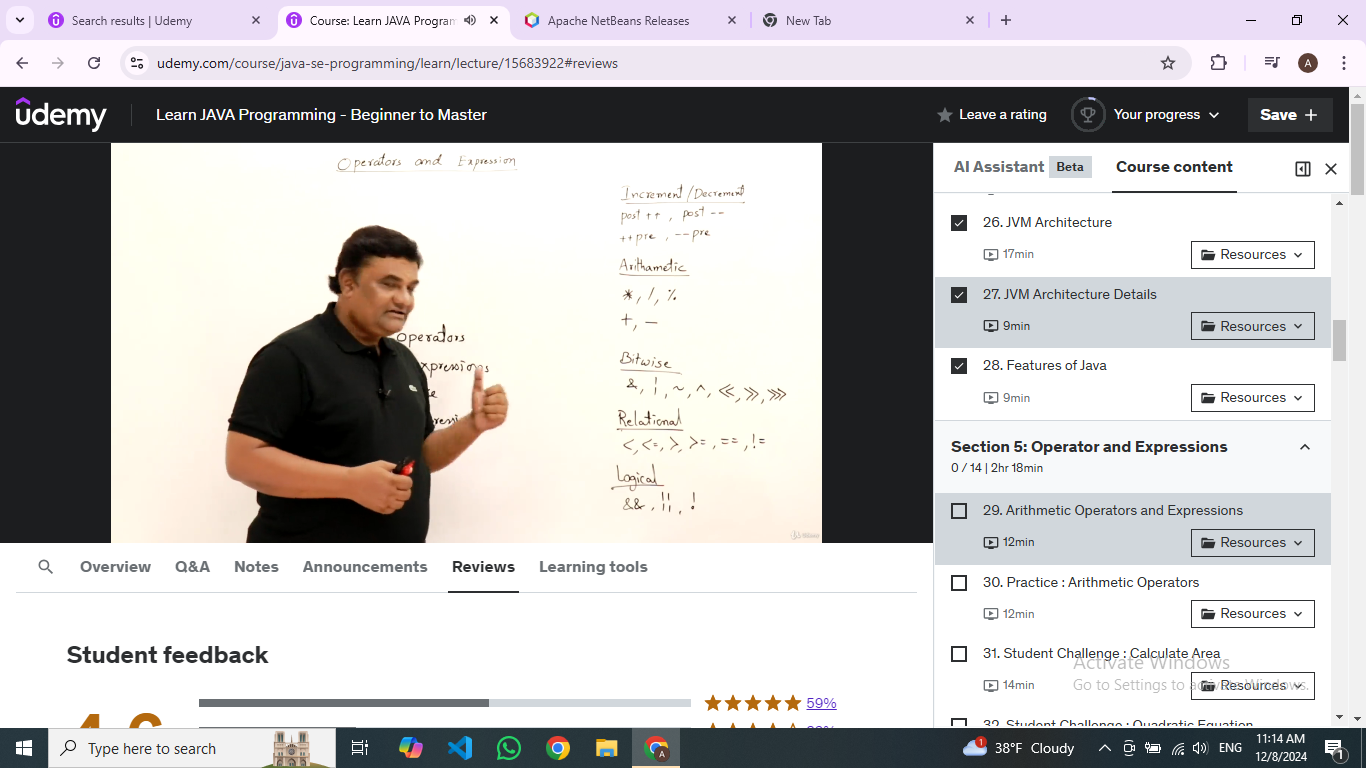 Search results | Udemy
Course: Learn JAVA Program
Apache NetBeans Releases
New Tab
udemy.com/course/java-se-programming/learn/lecture/15683922#reviews
A
ûdemy
Learn JAVA Programming - Beginner to Master
Leave a rating
Your progress
Save +
Operators and Expression
Increment/Decrement
post ++ , post --
++pre , --pre
Arithametic
*, /, %
+, –
Operators
xpressions
Bitwise
&, ¦, ~, ^, <<, >>, >>>
Relational
<, <=, >, >=, ==, !=
Logical
&&, ¦¦, !
AI Assistant Beta
Course content
26. JVM Architecture
17min
Resources
27. JVM Architecture Details
9min
Resources
28. Features of Java
9min
Resources
Section 5: Operator and Expressions
0 / 14 | 2hr 18min
29. Arithmetic Operators and Expressions
12min
Resources
30. Practice : Arithmetic Operators
12min
Resources
31. Student Challenge : Calculate Area
14min
Resources
32. Student Challenge : Quadratic Equation
Activate Windows
Go to Settings to activate Windows.
Overview
Q&A
Notes
Announcements
Reviews
Learning tools
Student feedback
4.6
59%
Type here to search
1
38°F Cloudy
ENG
11:14 AM
12/8/2024
1